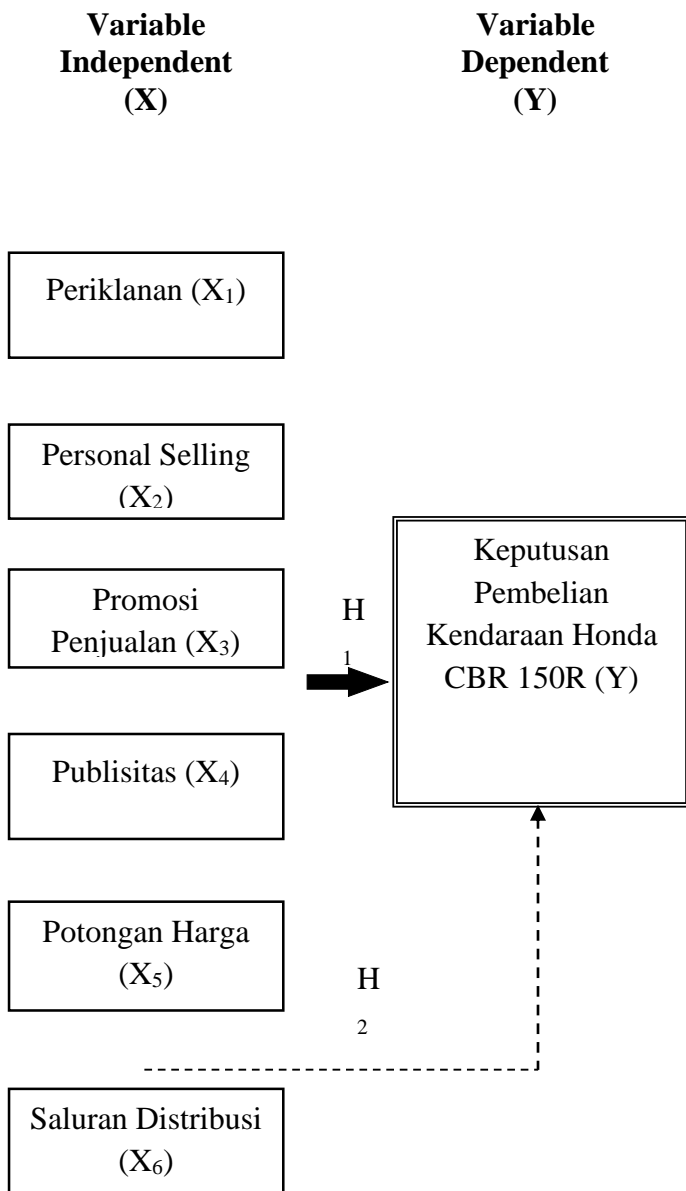 Variable
Independent
(X)
Variable
Dependent
(Y)
Periklanan (X₁)
Personal Selling
(X₂)
Promosi
Penjualan (X₃)
H
1
Keputusan
Pembelian
Kendaraan Honda
CBR 150R (Y)
Publisitas (X₄)
Potongan Harga
(X₅)
H
2
Saluran Distribusi
(X₆)